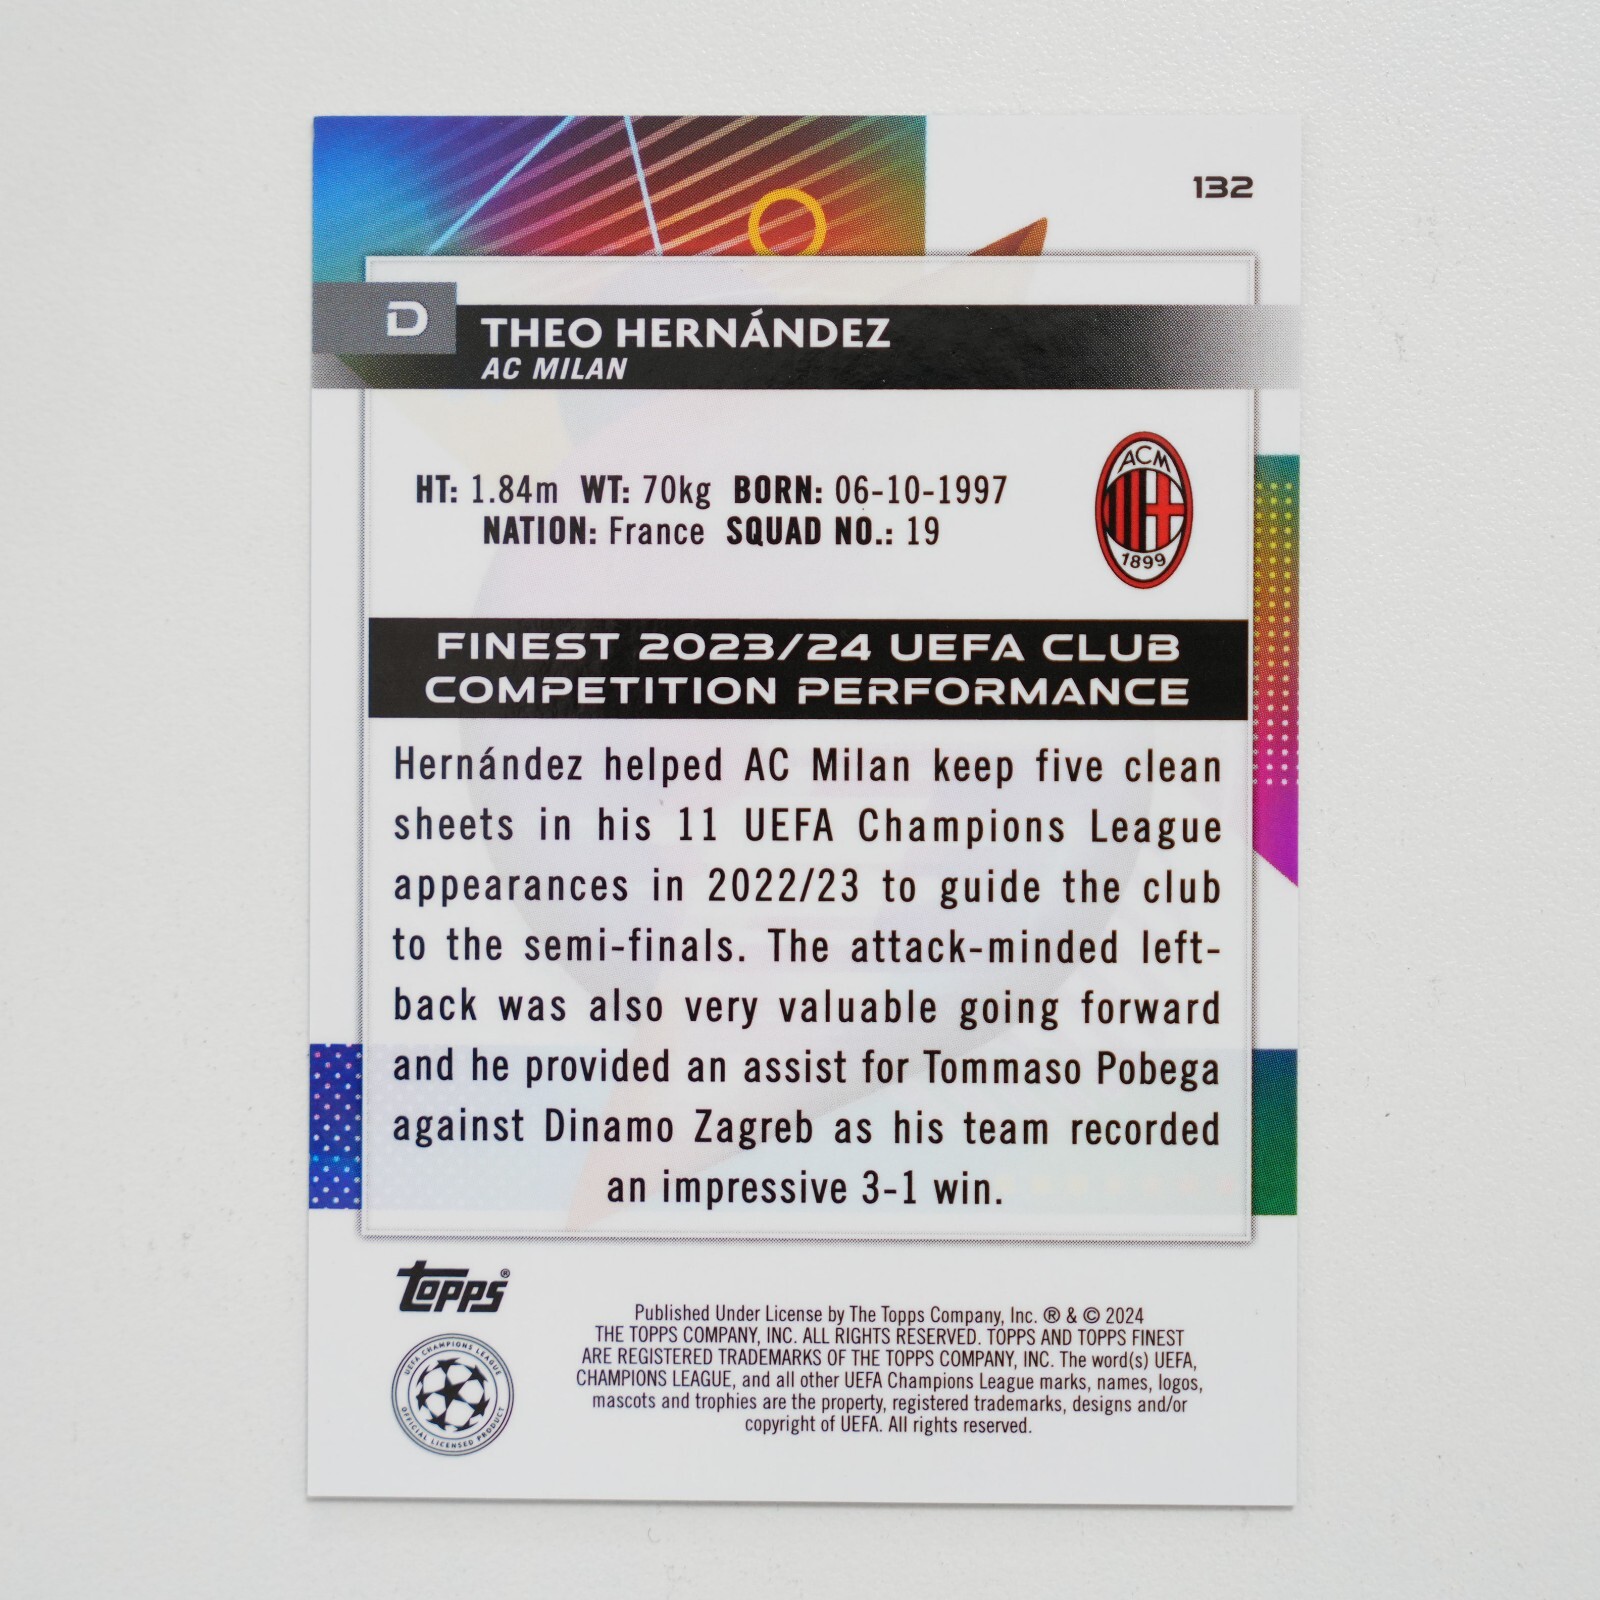 132
D
THEO HERNÁNDEZ
AC MILAN
HT: 1.84m WT: 70kg BORN: 06-10-1997
NATION: France SQUAD NO.: 19
ACM
1899
FINEST 2023/24 UEFA CLUB
COMPETITION PERFORMANCE
Hernández helped AC Milan keep five clean
sheets in his 11 UEFA Champions League
appearances in 2022/23 to guide the club
to the semi-finals. The attack-minded left-
back was also very valuable going forward
and he provided an assist for Tommaso Pobega
against Dinamo Zagreb as his team recorded
an impressive 3-1 win.
topps®
UEFA CHAMPIONS LEAGUE
OFFICIAL LICENSED PRODUCT
Published Under License by The Topps Company, Inc. ® & © 2024
THE TOPPS COMPANY, INC. ALL RIGHTS RESERVED. TOPPS AND TOPPS FINEST
ARE REGISTERED TRADEMARKS OF THE TOPPS COMPANY, INC. The word(s) UEFA,
CHAMPIONS LEAGUE, and all other UEFA Champions League marks, names, logos,
mascots and trophies are the property, registered trademarks, designs and/or
copyright of UEFA. All rights reserved.